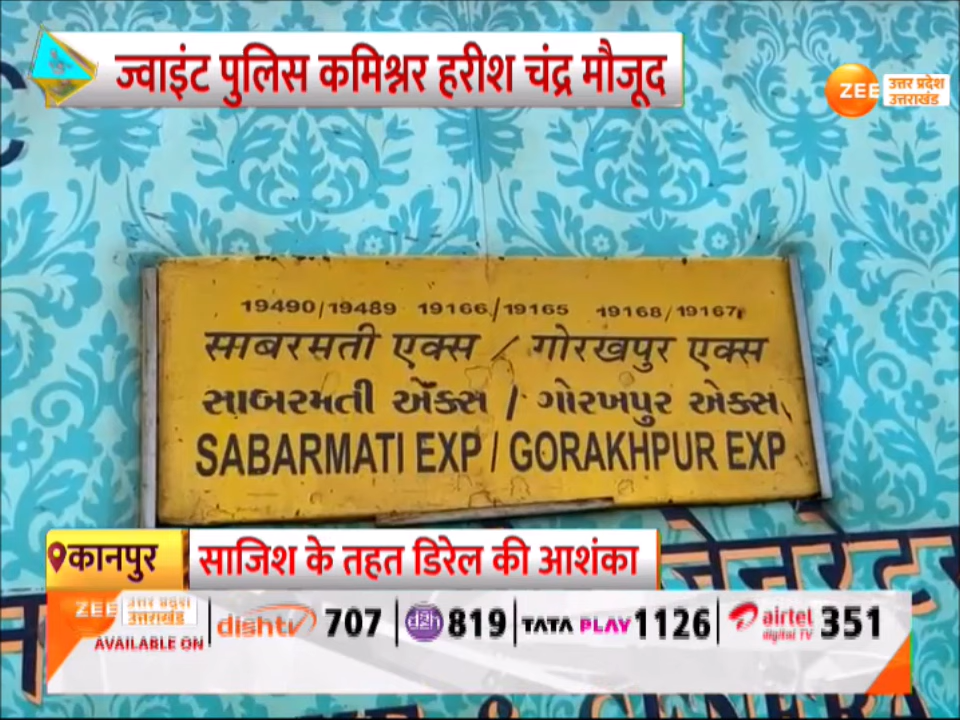 ज्वाइंट पुलिस कमिश्नर हरीश चंद्र मौजूद
ZEE उत्तर प्रदेश उत्तराखंड
19490/19489 19166/19165 19168/19167
साबरमती एक्स / गोरखपुर एक्स
સાબરમતી એક્સ / ગોરખપુર એક્સ
SABARMATI EXP / GORAKHPUR EXP
कानपुर
साजिश के तहत डिरेल की आशंका
ZEE उत्तर प्रदेश उत्तराखंड
AVAILABLE ON
dishtv 707 d2h 819 TATA PLAY 1126 airtel digital TV 351